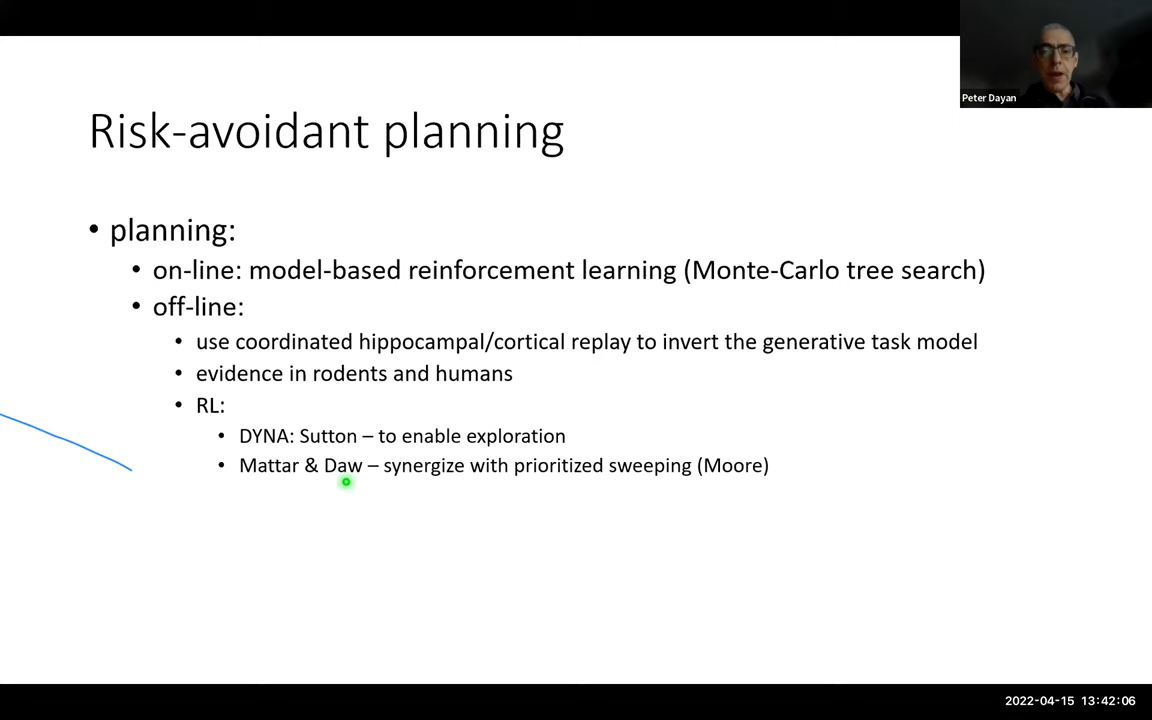 Peter Dayan
Risk-avoidant planning
• planning:
• on-line: model-based reinforcement learning (Monte-Carlo tree search)
• off-line:
• use coordinated hippocampal/cortical replay to invert the generative task model
• evidence in rodents and humans
• RL:
• DYNA: Sutton – to enable exploration
• Mattar & Daw – synergize with prioritized sweeping (Moore)
2022-04-15 13:42:06